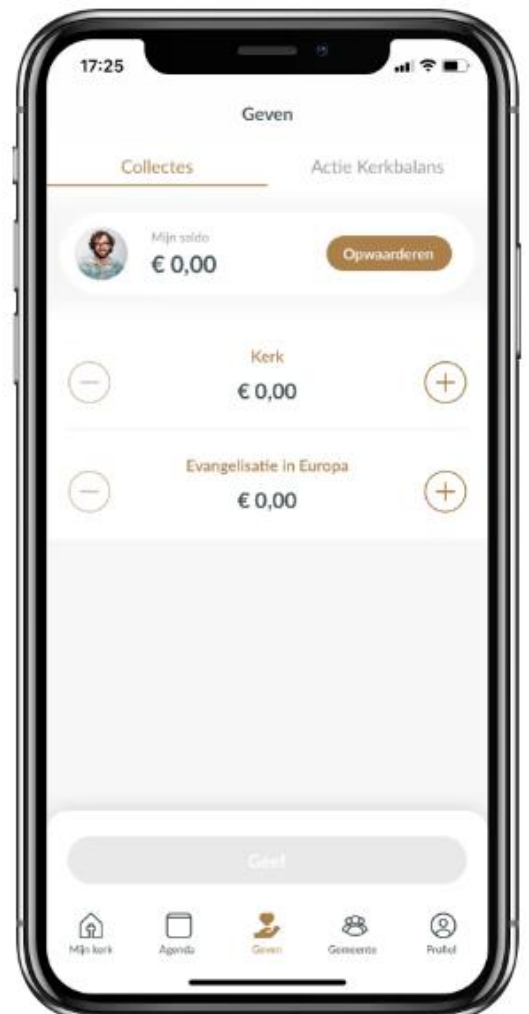 17:25
Geven
Collectes
Actie Kerkbalans
Mijn saldo
€ 0,00
Opwaarderen
Kerk
€ 0,00
Evangelisatie in Europa
€ 0,00
Geef
Mijn kerk
Agenda
Geven
Gemeente
Profiel